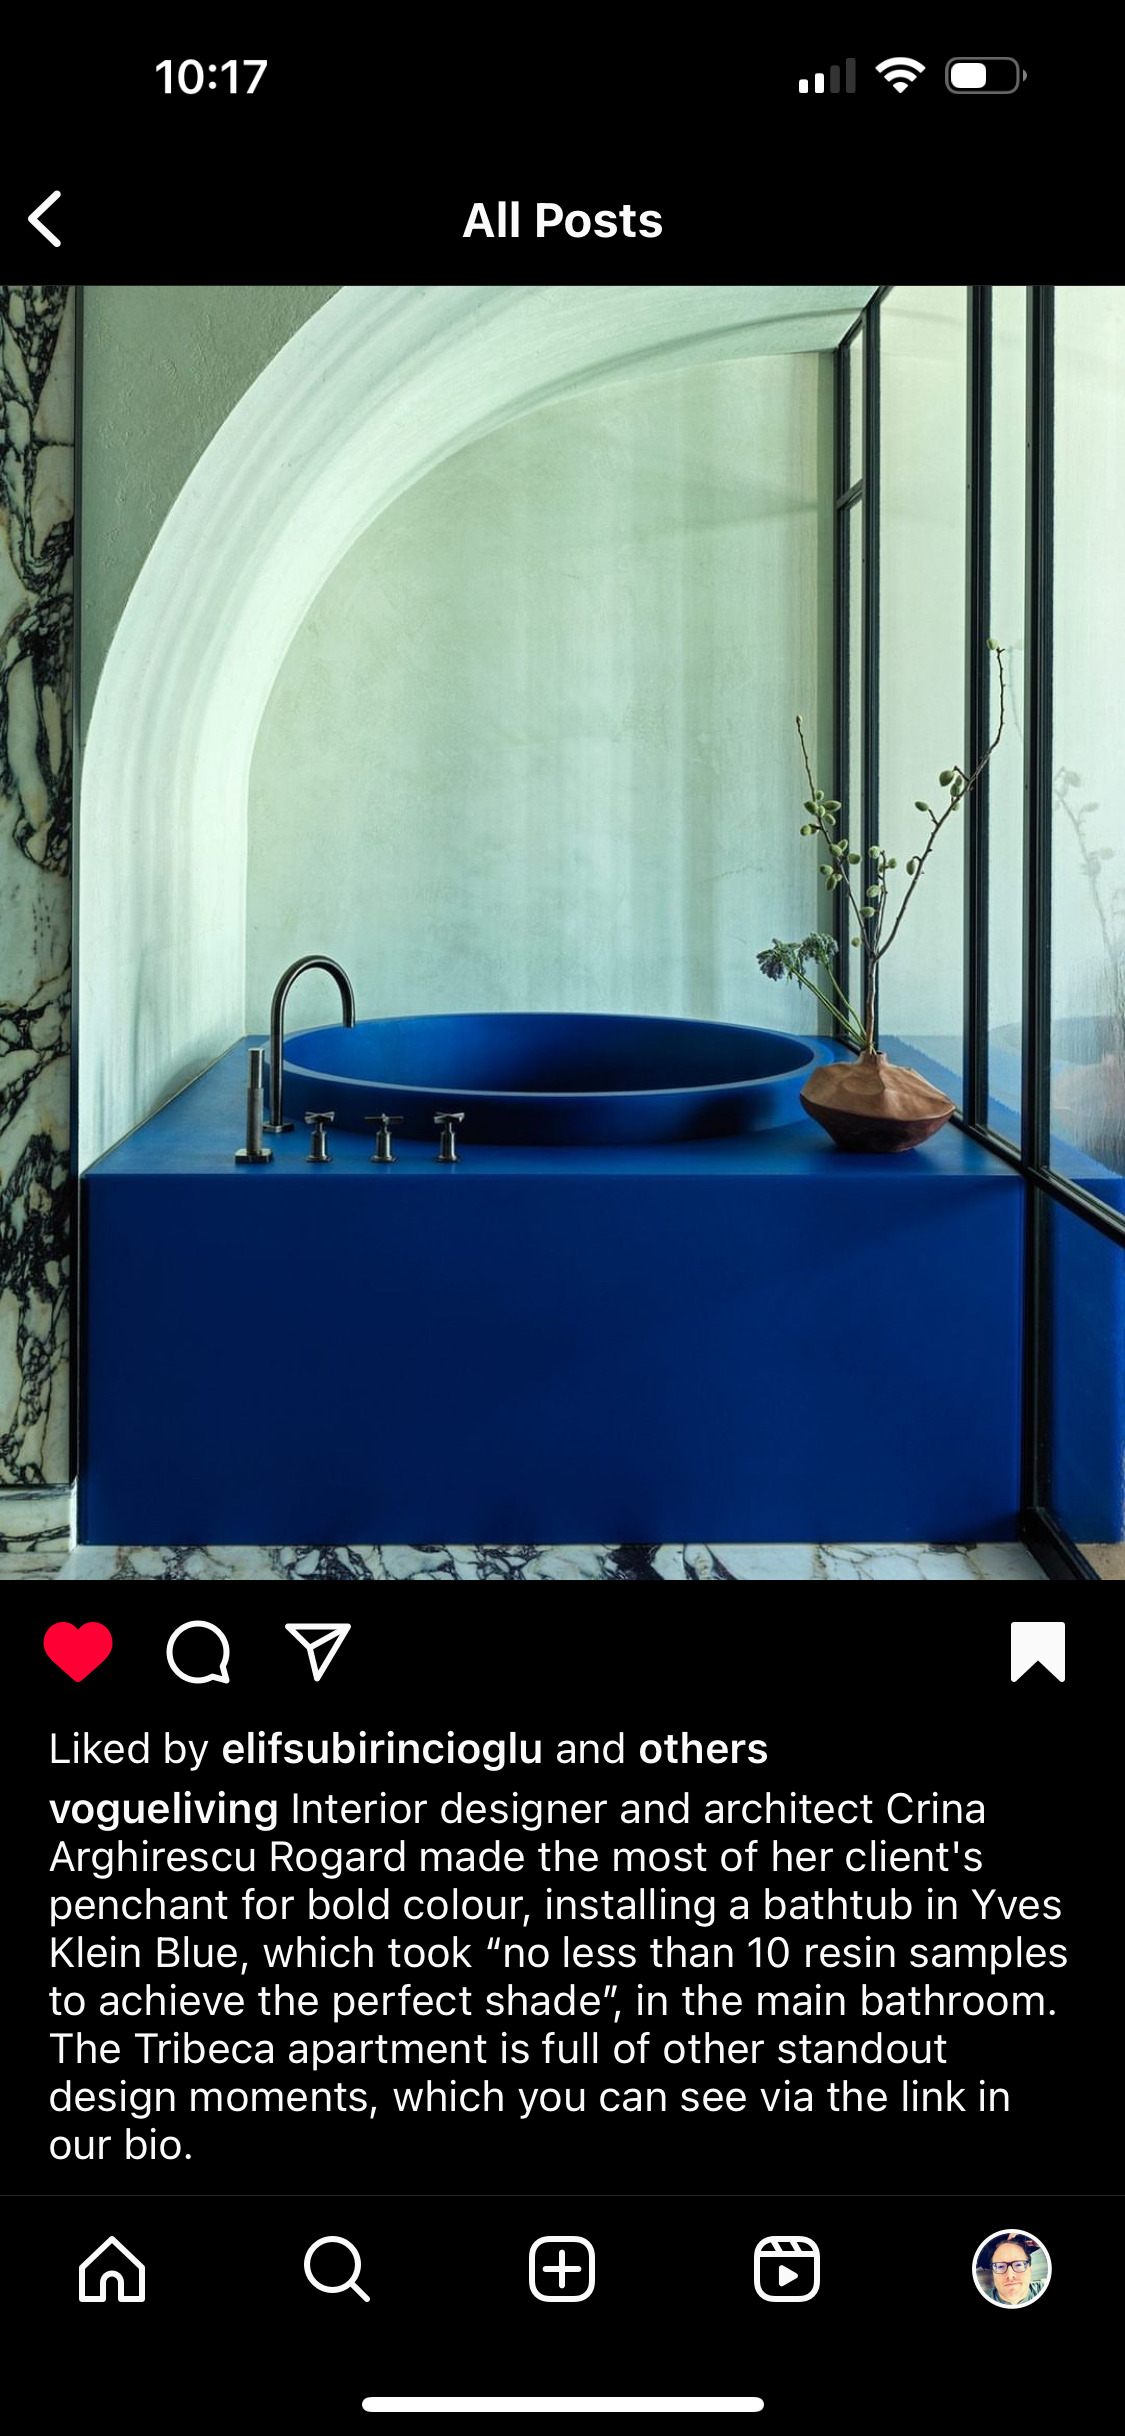 10:17
All Posts
Liked by elifsubirincioglu and others
vogueliving Interior designer and architect Crina
Arghirescu Rogard made the most of her client's
penchant for bold colour, installing a bathtub in Yves
Klein Blue, which took “no less than 10 resin samples
to achieve the perfect shade”, in the main bathroom.
The Tribeca apartment is full of other standout
design moments, which you can see via the link in
our bio.